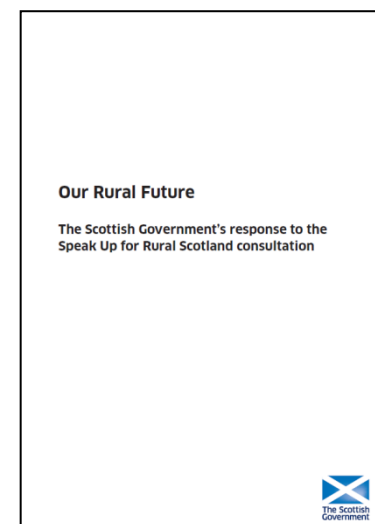 Our Rural Future
The Scottish Government's response to the
Speak Up for Rural Scotland consultation
The Scottish
Government